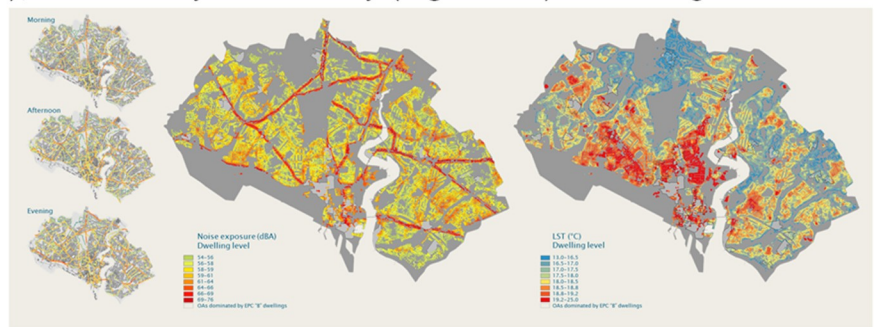 Morning
Afternoon
Evening
Noise exposure (dBA)
Dwelling level
54–56
56–58
58–59
59–61
61–64
64–66
66–69
69–76
OAs dominated by EPC "B" dwellings
LST (°C)
Dwelling level
13.0–16.5
16.5–17.0
17.0–17.5
17.5–18.0
18.0–18.5
18.5–18.8
18.8–19.2
19.2–25.0
OAs dominated by EPC "B" dwellings